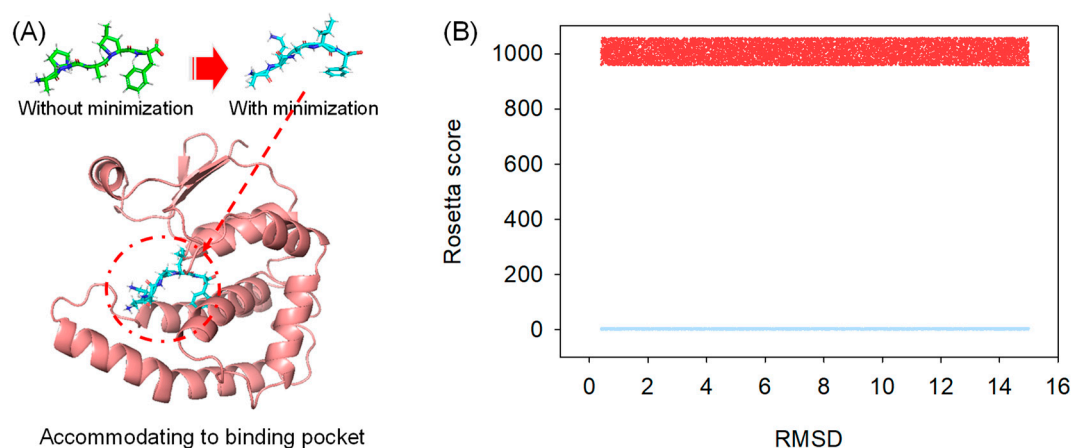 (A)
Without minimization
With minimization
Accommodating to binding pocket
(B)
Rosetta score
1000
800
600
400
200
0
0 2 4 6 8 10 12 14 16
RMSD